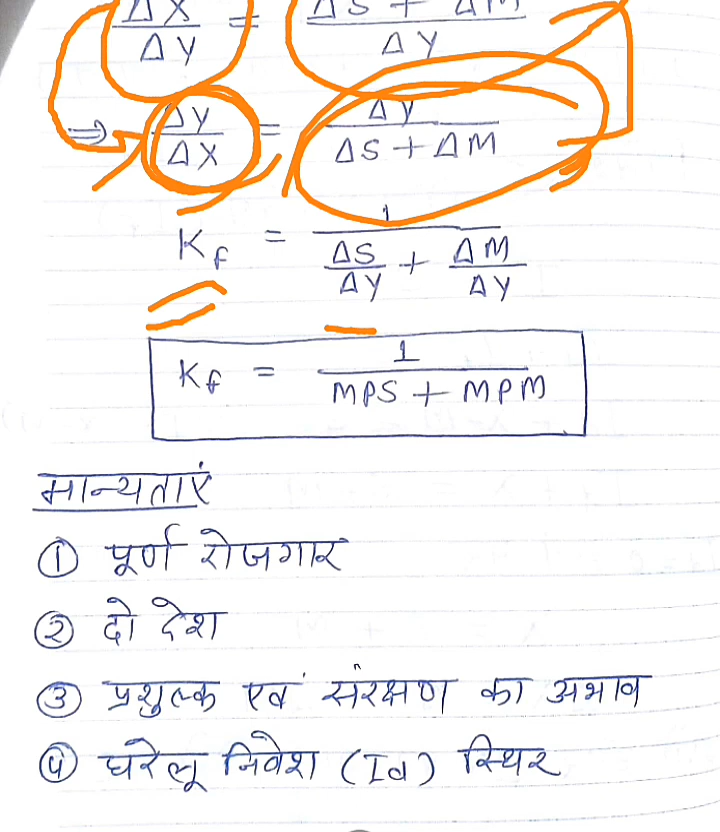 ΔX/ΔY = ΔS + ΔM/ΔY
⇒ ΔY/ΔX = ΔY/ΔS + ΔM
Kf = 1/ΔS/ΔY + ΔM/ΔY
Kf = 1/MPS + MPM
मान्यताएं
① पूर्ण रोजगार
② दो देश
③ प्रशुल्क एवं संरक्षण का अभाव
④ घरेलू निवेश (Id) स्थिर